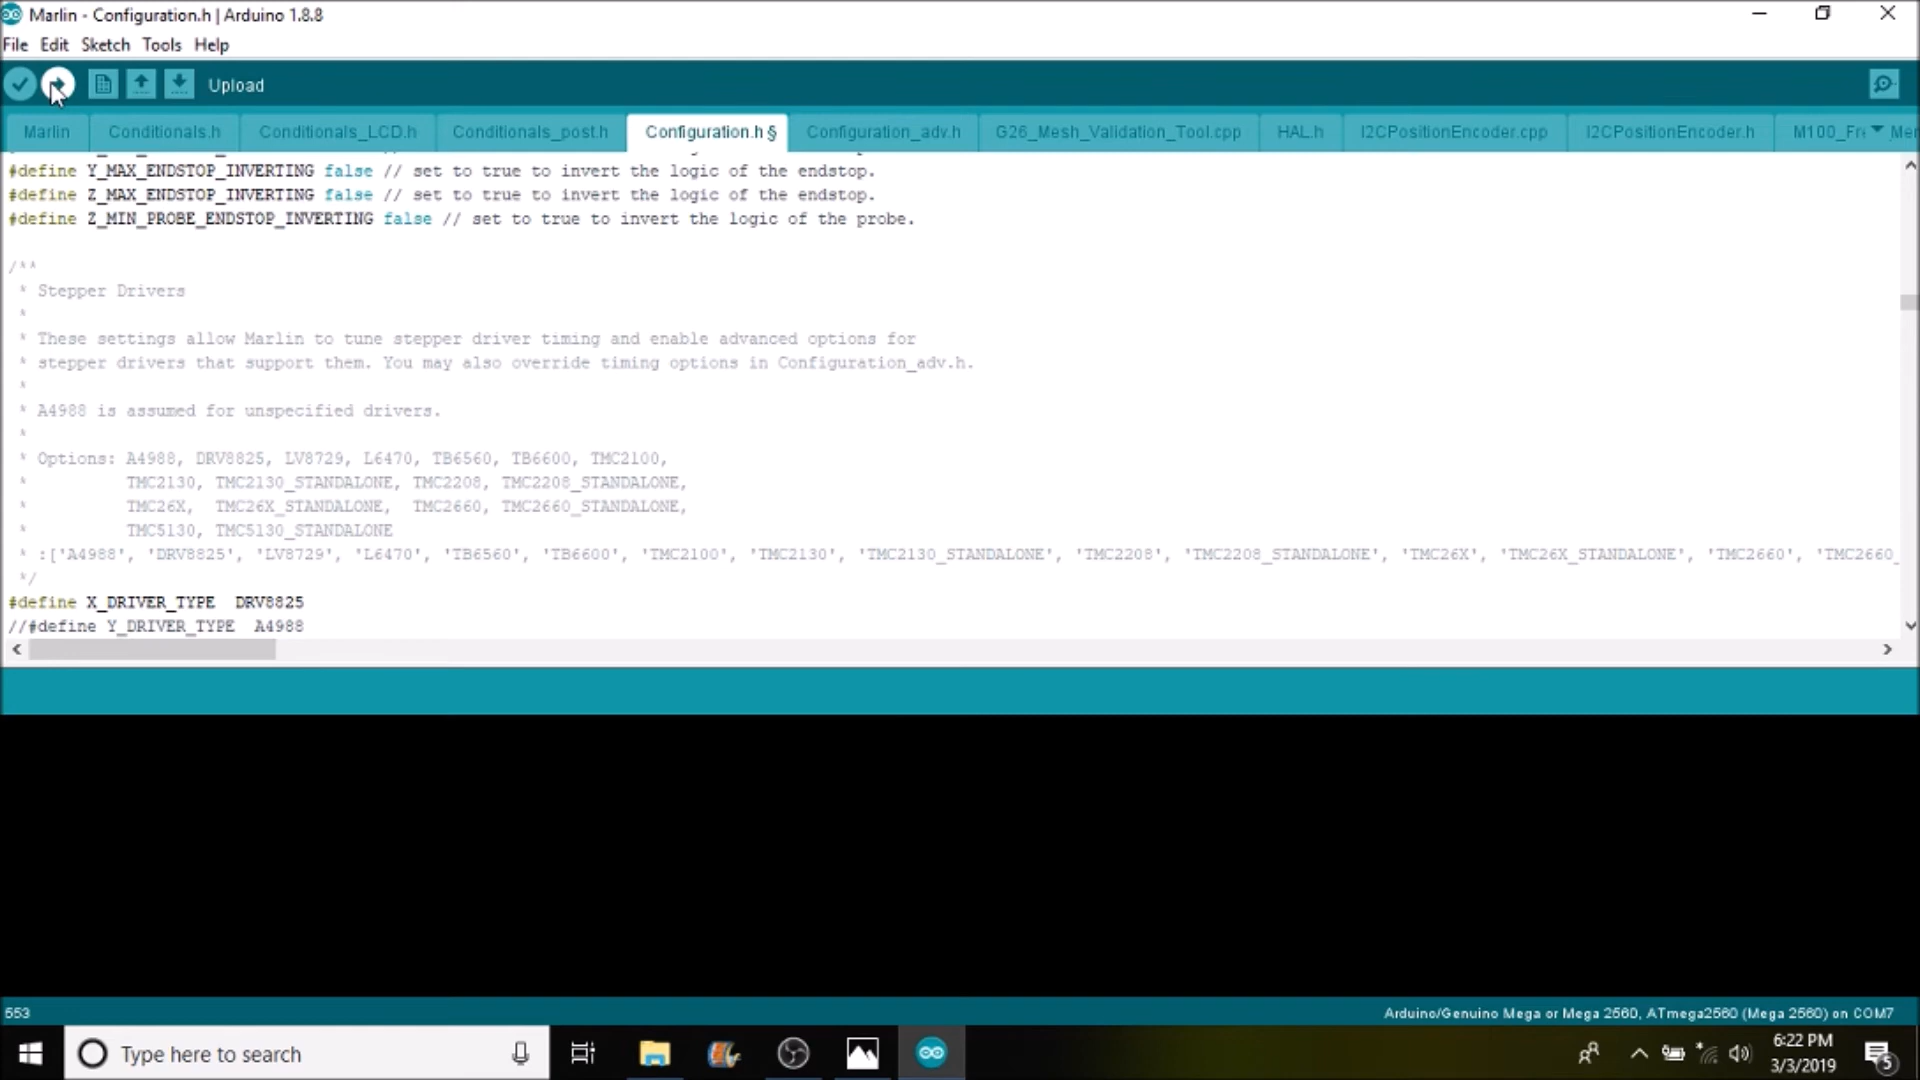 Marlin - Configuration.h | Arduino 1.8.8
File Edit Sketch Tools Help
Upload
Marlin Conditionals.h Conditionals_LCD.h Conditionals_post.h Configuration.h § Configuration_adv.h G26_Mesh_Validation_Tool.cpp HAL.h I2CPositionEncoder.cpp I2CPositionEncoder.h M100_Fre Mer
#define Y_MAX_ENDSTOP_INVERTING false // set to true to invert the logic of the endstop.
#define Z_MAX_ENDSTOP_INVERTING false // set to true to invert the logic of the endstop.
#define Z_MIN_PROBE_ENDSTOP_INVERTING false // set to true to invert the logic of the probe.
/**
* Stepper Drivers
*
* These settings allow Marlin to tune stepper driver timing and enable advanced options for
* stepper drivers that support them. You may also override timing options in Configuration_adv.h.
*
* A4988 is assumed for unspecified drivers.
*
* Options: A4988, DRV8825, LV8729, L6470, TB6560, TB6600, TMC2100,
* TMC2130, TMC2130_STANDALONE, TMC2208, TMC2208_STANDALONE,
* TMC26X, TMC26X_STANDALONE, TMC2660, TMC2660_STANDALONE,
* TMC5130, TMC5130_STANDALONE
* :['A4988', 'DRV8825', 'LV8729', 'L6470', 'TB6560', 'TB6600', 'TMC2100', 'TMC2130', 'TMC2130_STANDALONE', 'TMC2208', 'TMC2208_STANDALONE', 'TMC26X', 'TMC26X_STANDALONE', 'TMC2660', 'TMC2660_
*/
#define X_DRIVER_TYPE DRV8825
//#define Y_DRIVER_TYPE A4988
553
Arduino/Genuino Mega or Mega 2560, ATmega2560 (Mega 2560) on COM7
Type here to search
6:22 PM
3/3/2019
5